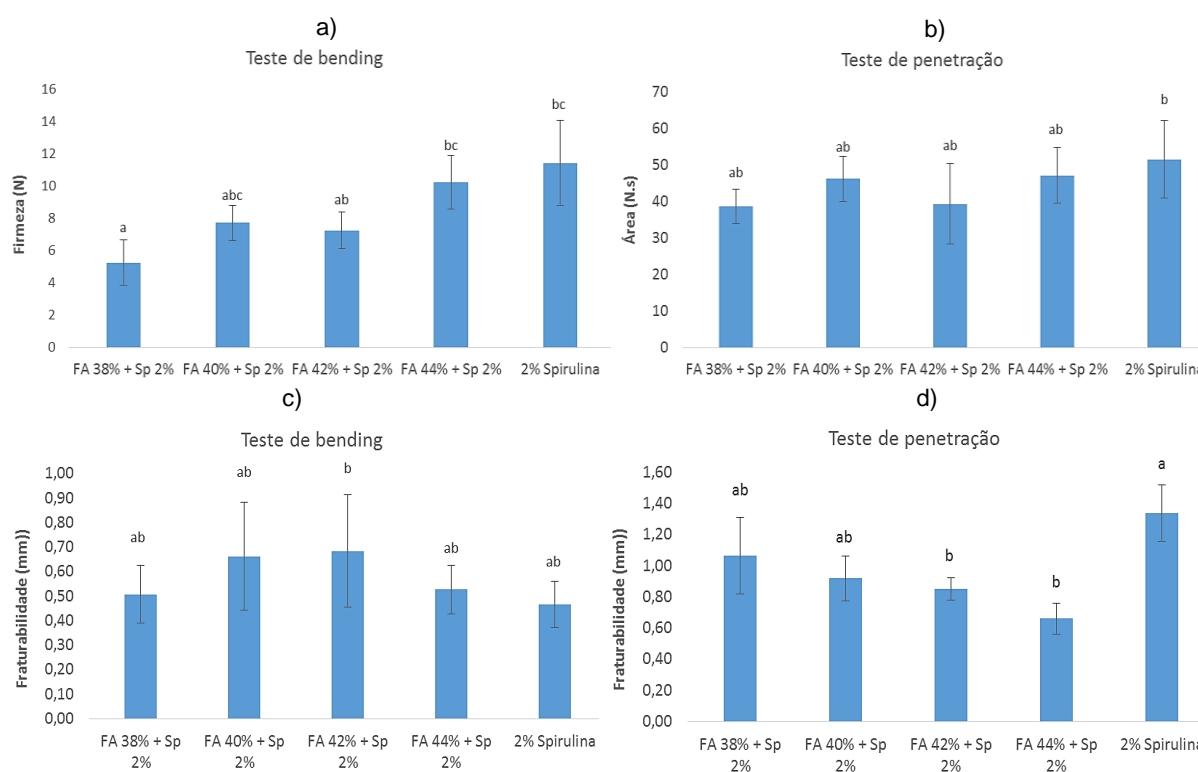 a)
Teste de bending
Firmeza (N)
16
14
12
10
8
6
4
2
0
a
abc
ab
bc
bc
FA 38% + Sp 2% FA 40% + Sp 2% FA 42% + Sp 2% FA 44% + Sp 2% 2% Spirulina
b)
Teste de penetração
Área (N.s)
70
60
50
40
30
20
10
0
ab
ab
ab
ab
b
FA 38% + Sp 2% FA 40% + Sp 2% FA 42% + Sp 2% FA 44% + Sp 2% 2% Spirulina
c)
Teste de bending
Fraturabilidade (mm))
1,00
0,90
0,80
0,70
0,60
0,50
0,40
0,30
0,20
0,10
0,00
ab
ab
b
ab
ab
FA 38% + Sp FA 40% + Sp FA 42% + Sp FA 44% + Sp 2% Spirulina
2% 2% 2% 2%
d)
Teste de penetração
Fraturabilidade (mm))
1,60
1,40
1,20
1,00
0,80
0,60
0,40
0,20
0,00
ab
ab
b
b
a
FA 38% + Sp FA 40% + Sp FA 42% + Sp FA 44% + Sp 2% Spirulina
2% 2% 2% 2%